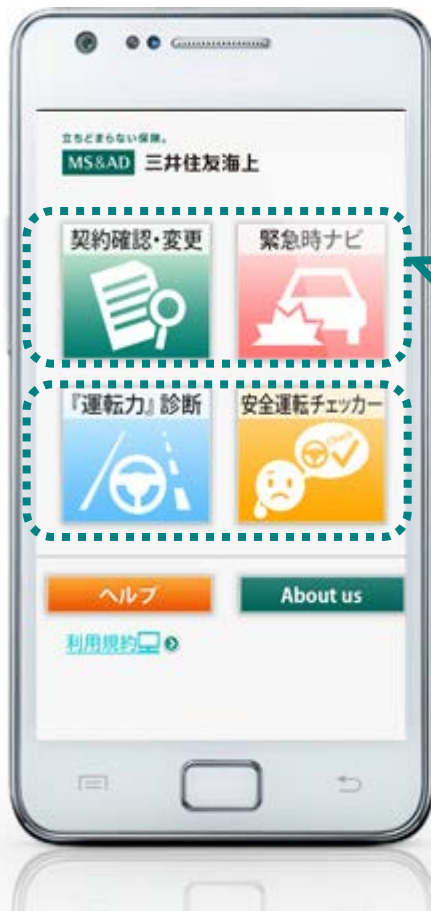 立ちどまらない保険。
MS&AD 三井住友海上
契約確認・変更
緊急時ナビ
『運転力』診断
安全運転チェッカー
Check
ヘルプ
About us
利用規約